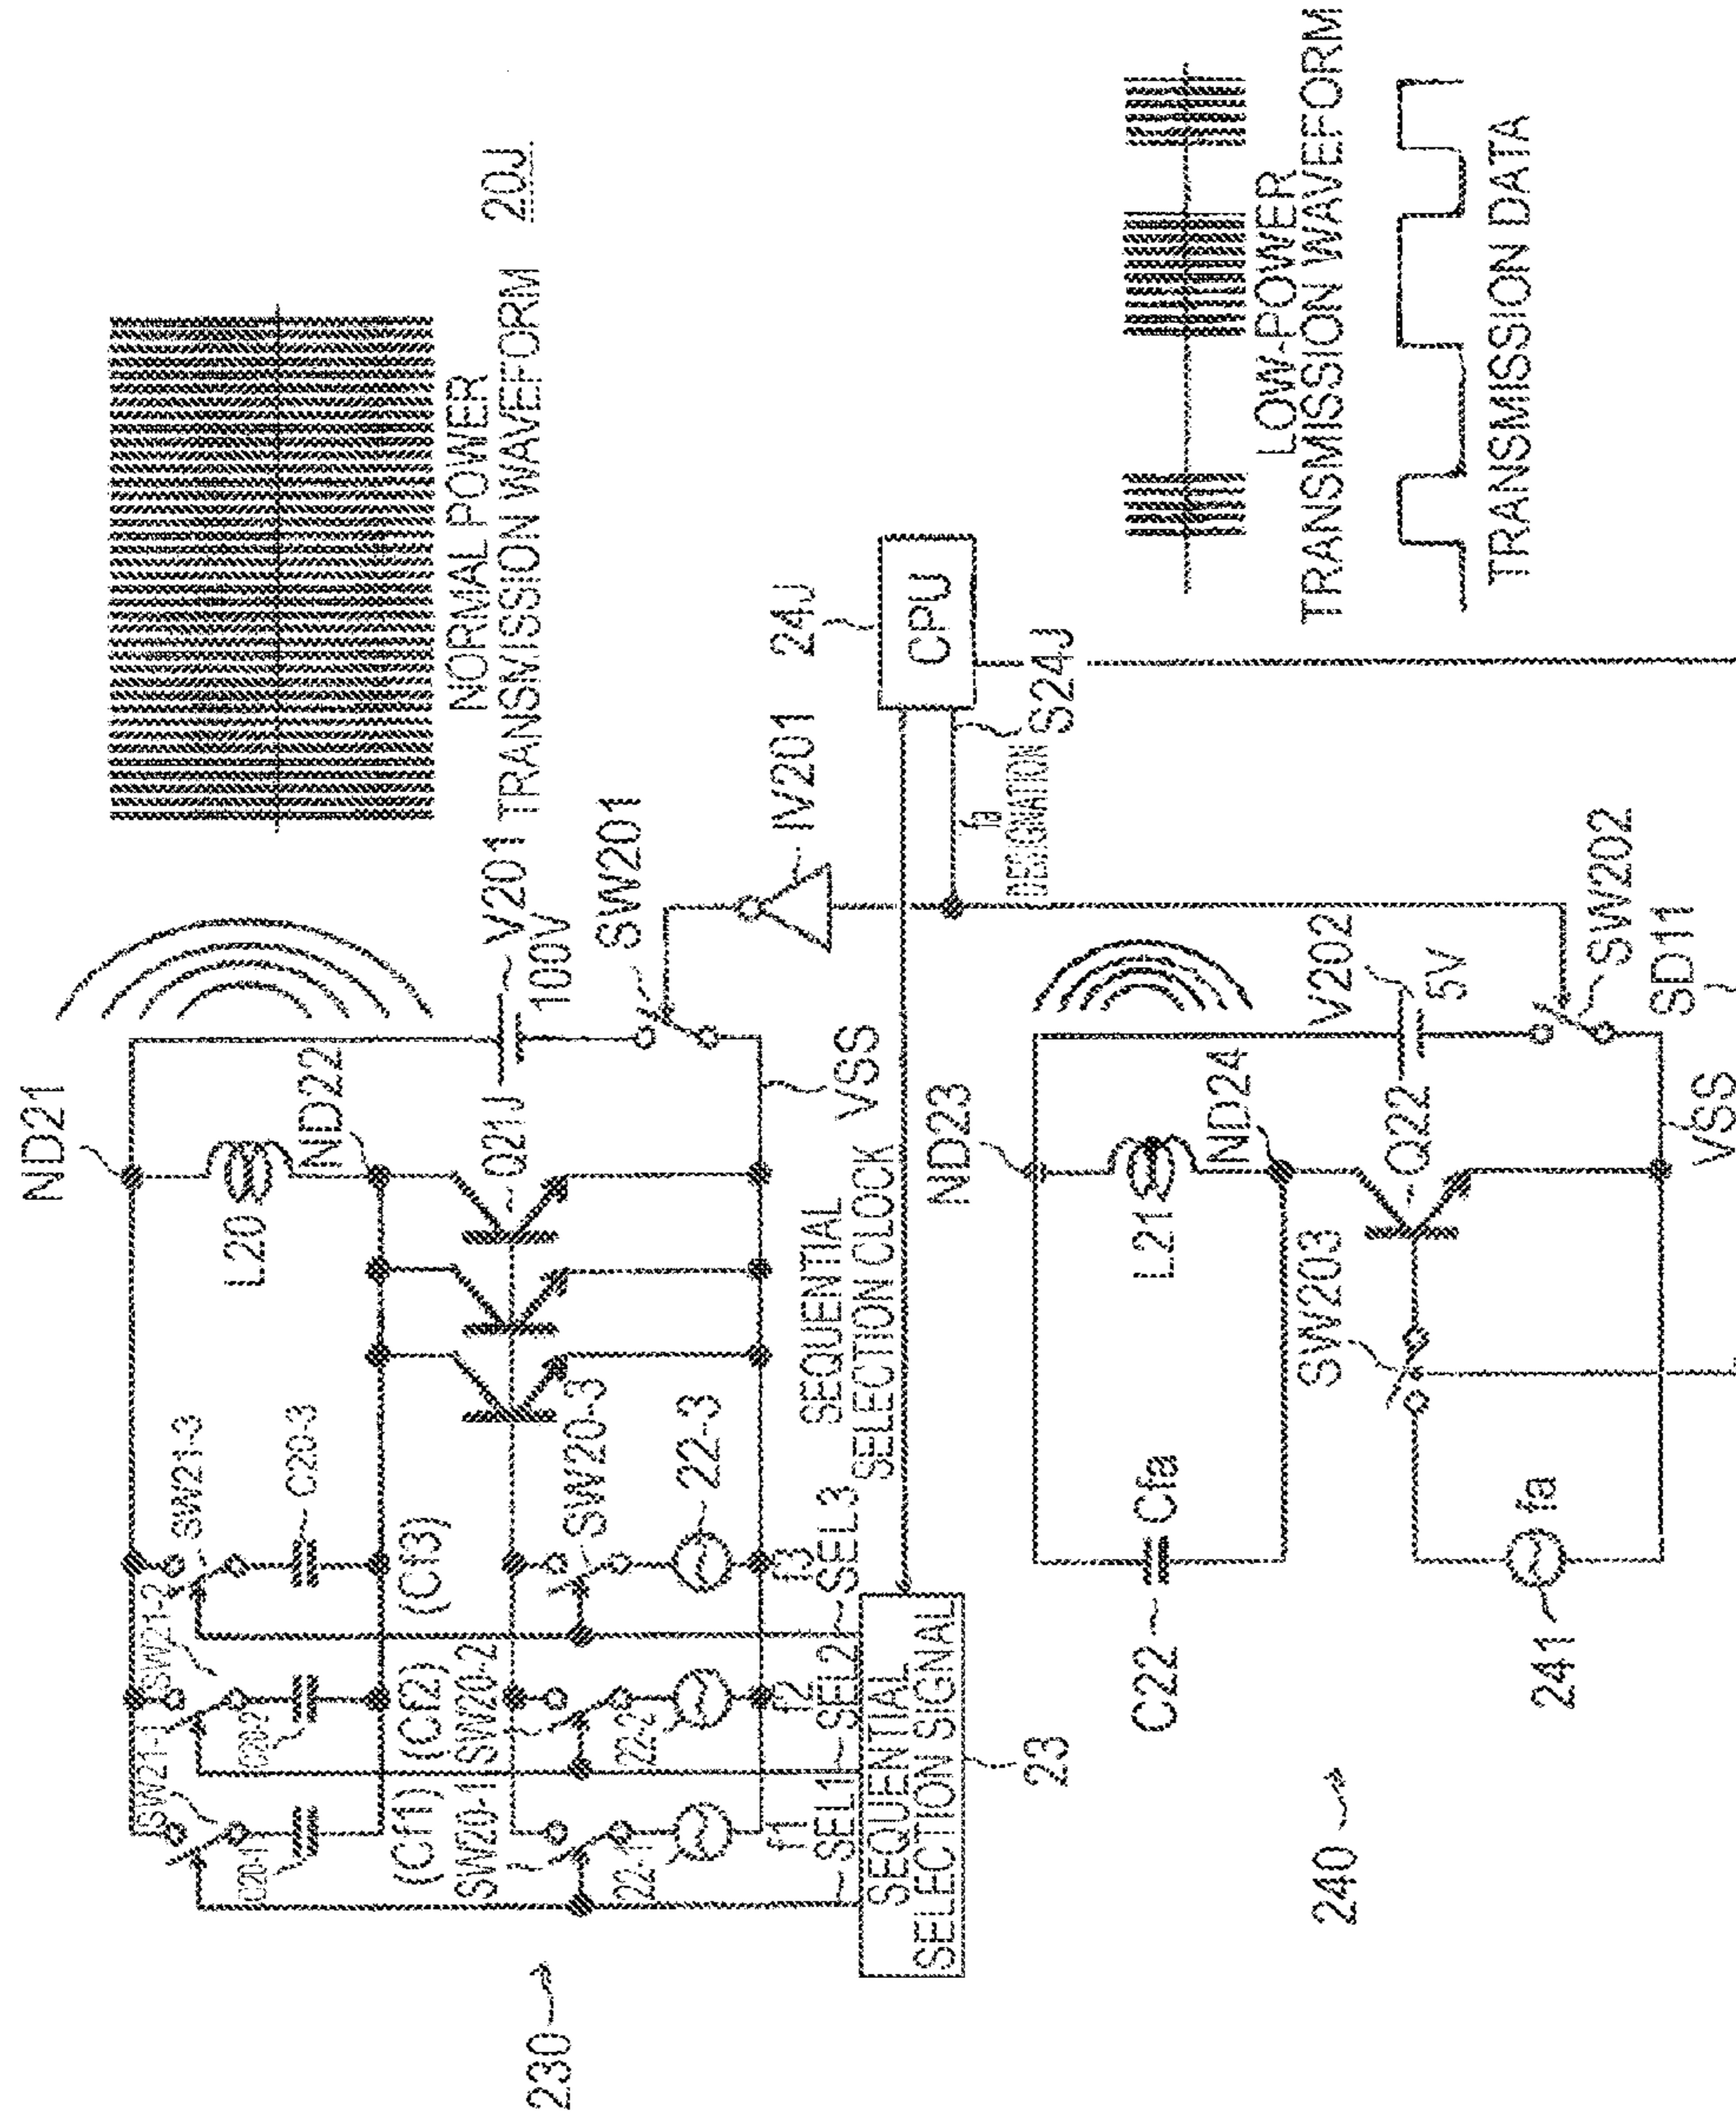 20J
NORMAL POWER
TRANSMISSION WAVEFORM
ND21
L20
ND22
Q21J
V201
100V
SW201
VSS
SW21-1
SW21-2
SW21-3
C20-1
C20-2
C20-3
(Cf1)
(Cf2)
(Cf3)
SW20-1
SW20-2
SW20-3
22-1
22-2
22-3
f1
f2
f3
SEL1
SEL2
SEL3
SEQUENTIAL
SELECTION SIGNAL
23
230
SEQUENTIAL
SELECTION CLOCK
IV201
24J
CPU
fa
DESIGNATION
S24J
ND23
L21
ND24
V202
5V
Q22
SW202
SD11
VSS
SW203
C22
Cfa
241
fa
240
LOW-POWER
TRANSMISSION WAVEFORM
TRANSMISSION DATA